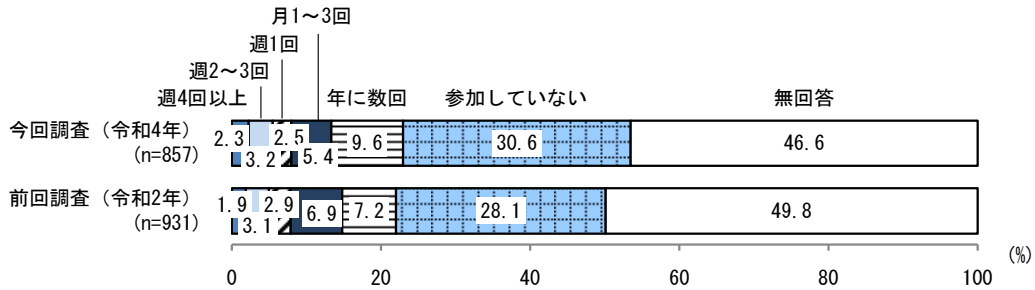 月1～3回
週1回
週2～3回
週4回以上 年に数回 参加していない 無回答
今回調査（令和4年） 2.3 2.5 9.6 30.6 46.6
(n=857) 3.2 5.4
前回調査（令和2年） 1.9 2.9 6.9 7.2 28.1 49.8
(n=931) 3.1
(%)
0 20 40 60 80 100